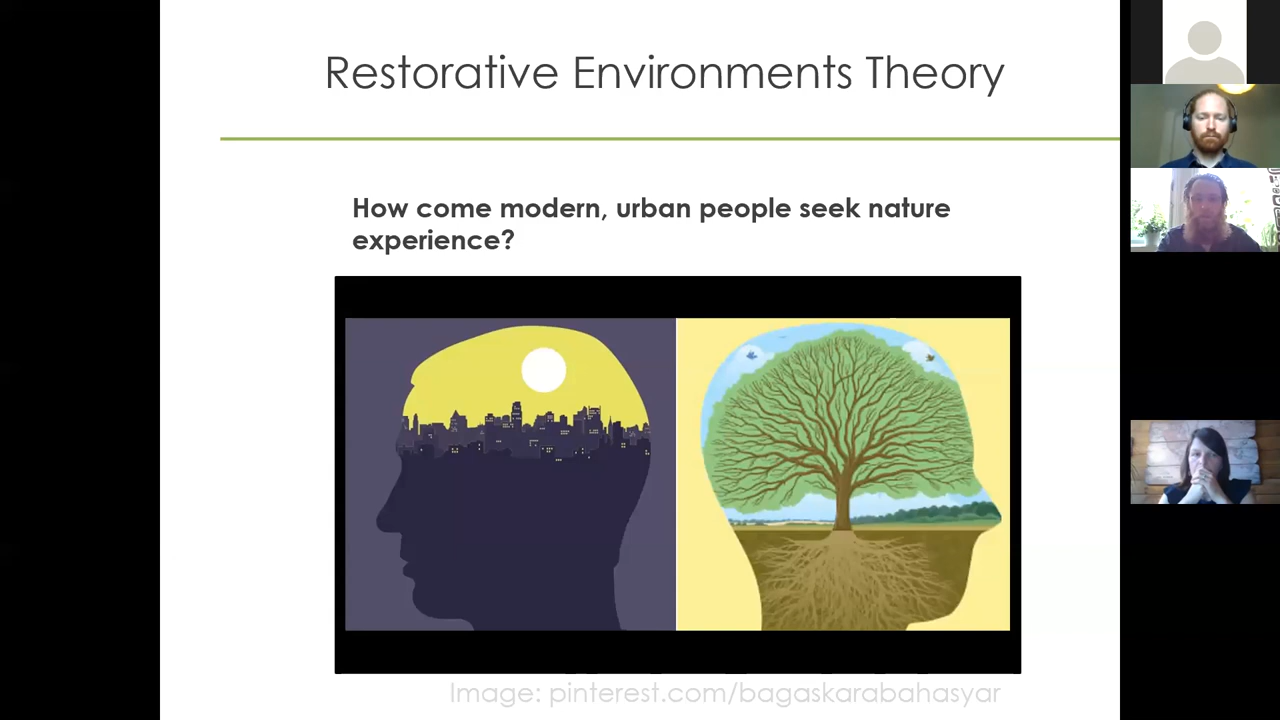 Restorative Environments Theory
How come modern, urban people seek nature
experience?
Image: pinterest.com/bagaskarabahasyar